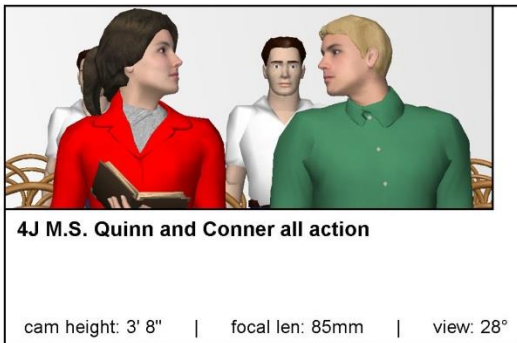 4J M.S. Quinn and Conner all action
cam height: 3' 8" | focal len: 85mm | view: 28°